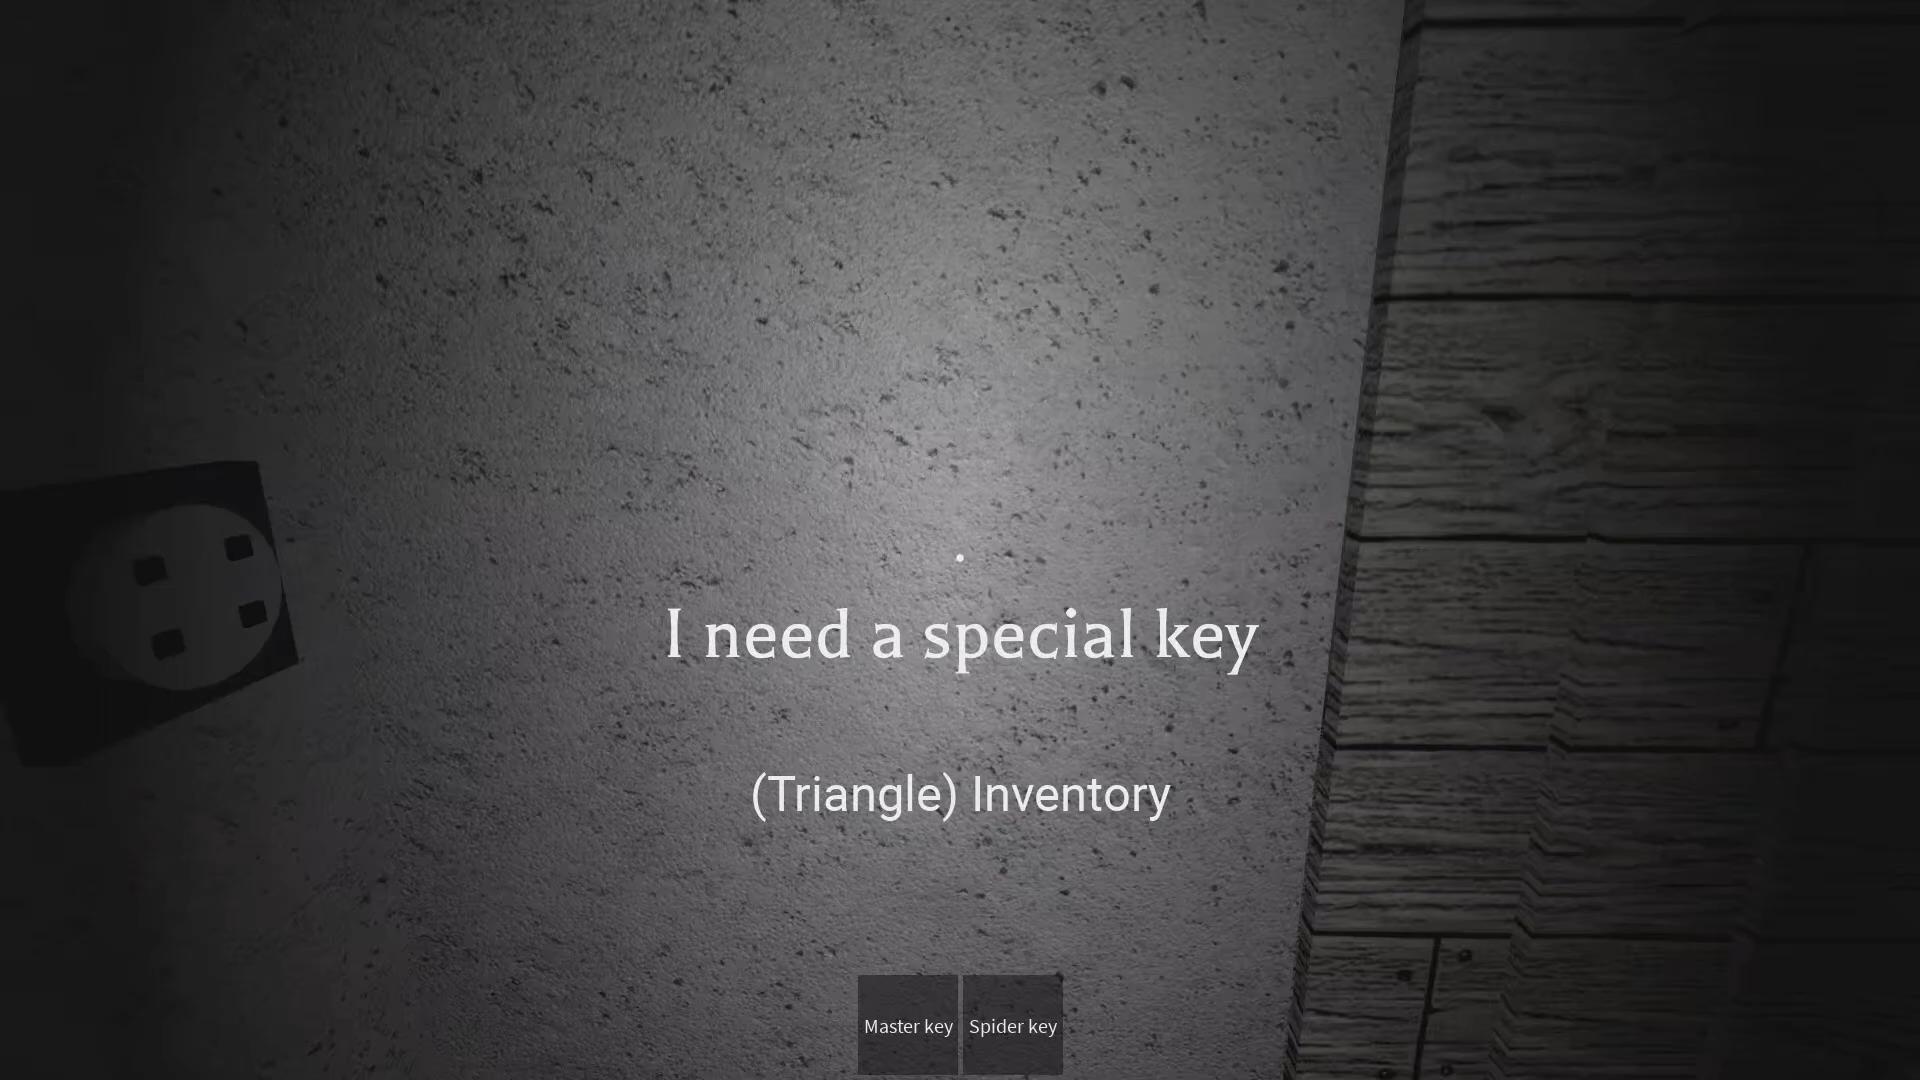 I need a special key
(Triangle) Inventory
Master key
Spider key